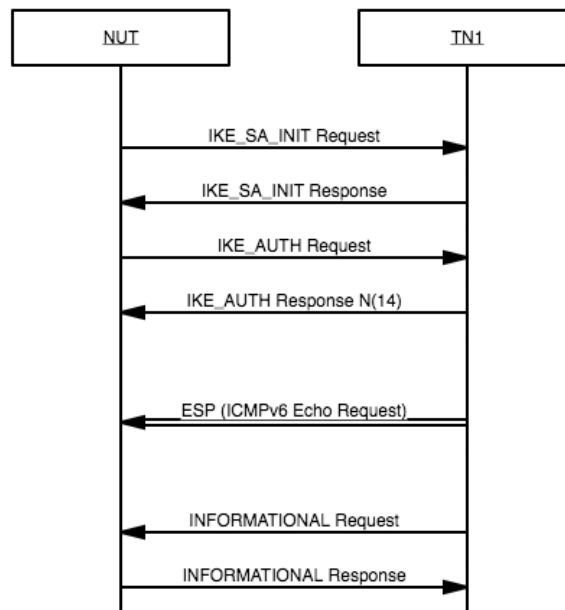 NUT
TN1
IKE_SA_INIT Request
IKE_SA_INIT Response
IKE_AUTH Request
IKE_AUTH Response N(14)
ESP (ICMPv6 Echo Request)
INFORMATIONAL Request
INFORMATIONAL Response